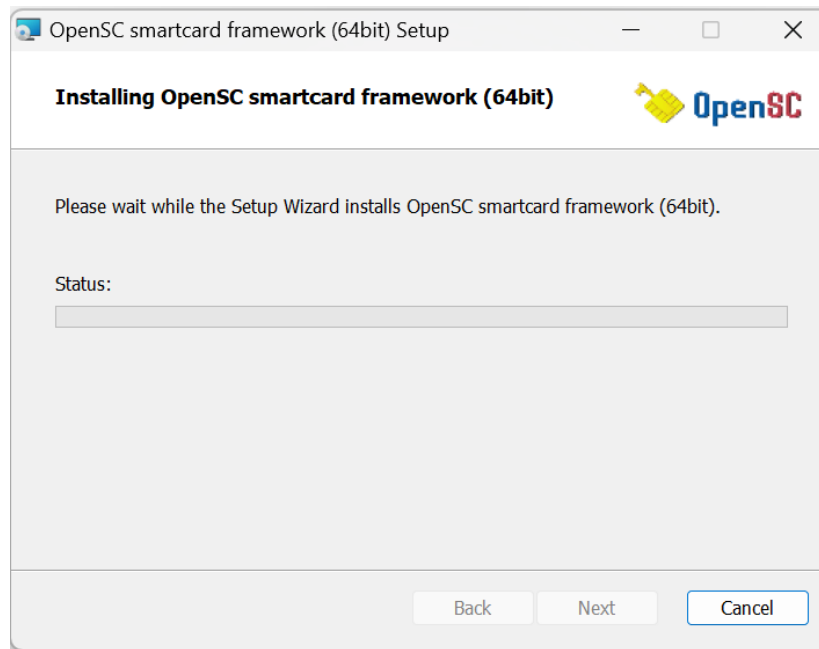 OpenSC smartcard framework (64bit) Setup
Installing OpenSC smartcard framework (64bit)
OpenSC
Please wait while the Setup Wizard installs OpenSC smartcard framework (64bit).
Status:
Back
Next
Cancel